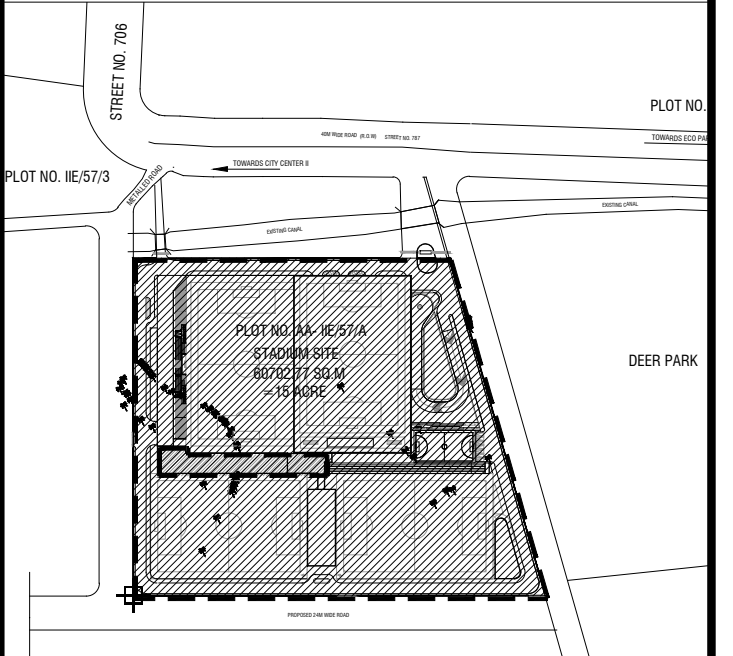 STREET NO. 706
PLOT NO.
40M WIDE ROAD (R.O.W) STREET NO. 787
TOWARDS ECO PA
PLOT NO. IIE/57/3
METALLED ROAD
TOWARDS CITY CENTER II
EXISTING CANAL
EXISTING CANAL
PLOT NO. AA- IIE/57/A
STADIUM SITE
60702.77 SQ.M
=15 ACRE
DEER PARK
PROPOSED 24M WIDE ROAD